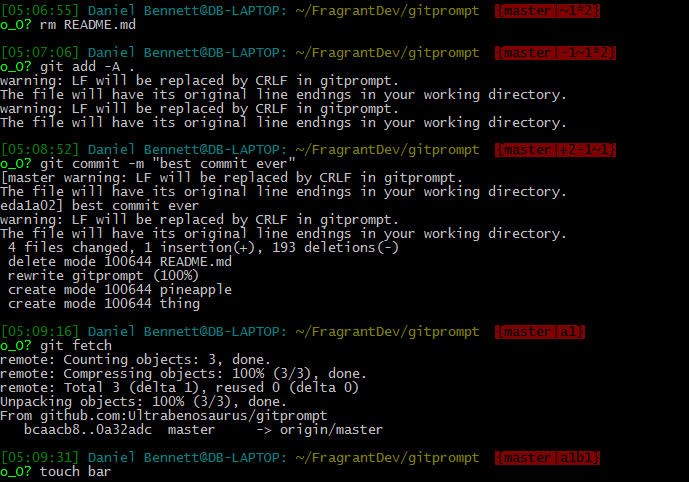 [05:06:55] Daniel Bennett@DB-LAPTOP: ~/FragrantDev/gitprompt {master|~1*2}
o_O? rm README.md
[05:07:06] Daniel Bennett@DB-LAPTOP: ~/FragrantDev/gitprompt {master|-1~1*2}
o_O? git add -A .
warning: LF will be replaced by CRLF in gitprompt.
The file will have its original line endings in your working directory.
warning: LF will be replaced by CRLF in gitprompt.
The file will have its original line endings in your working directory.
[05:08:52] Daniel Bennett@DB-LAPTOP: ~/FragrantDev/gitprompt {master|+2-1~1}
o_O? git commit -m "best commit ever"
[master warning: LF will be replaced by CRLF in gitprompt.
The file will have its original line endings in your working directory.
eda1a02] best commit ever
warning: LF will be replaced by CRLF in gitprompt.
The file will have its original line endings in your working directory.
4 files changed, 1 insertion(+), 193 deletions(-)
delete mode 100644 README.md
rewrite gitprompt (100%)
create mode 100644 pineapple
create mode 100644 thing
[05:09:16] Daniel Bennett@DB-LAPTOP: ~/FragrantDev/gitprompt {master|a1}
o_O? git fetch
remote: Counting objects: 3, done.
remote: Compressing objects: 100% (3/3), done.
remote: Total 3 (delta 1), reused 0 (delta 0)
Unpacking objects: 100% (3/3), done.
From github.com:Ultrabenosaurus/gitprompt
bcaacb8..0a32adc master -> origin/master
[05:09:31] Daniel Bennett@DB-LAPTOP: ~/FragrantDev/gitprompt {master|a1b1}
o_O? touch bar